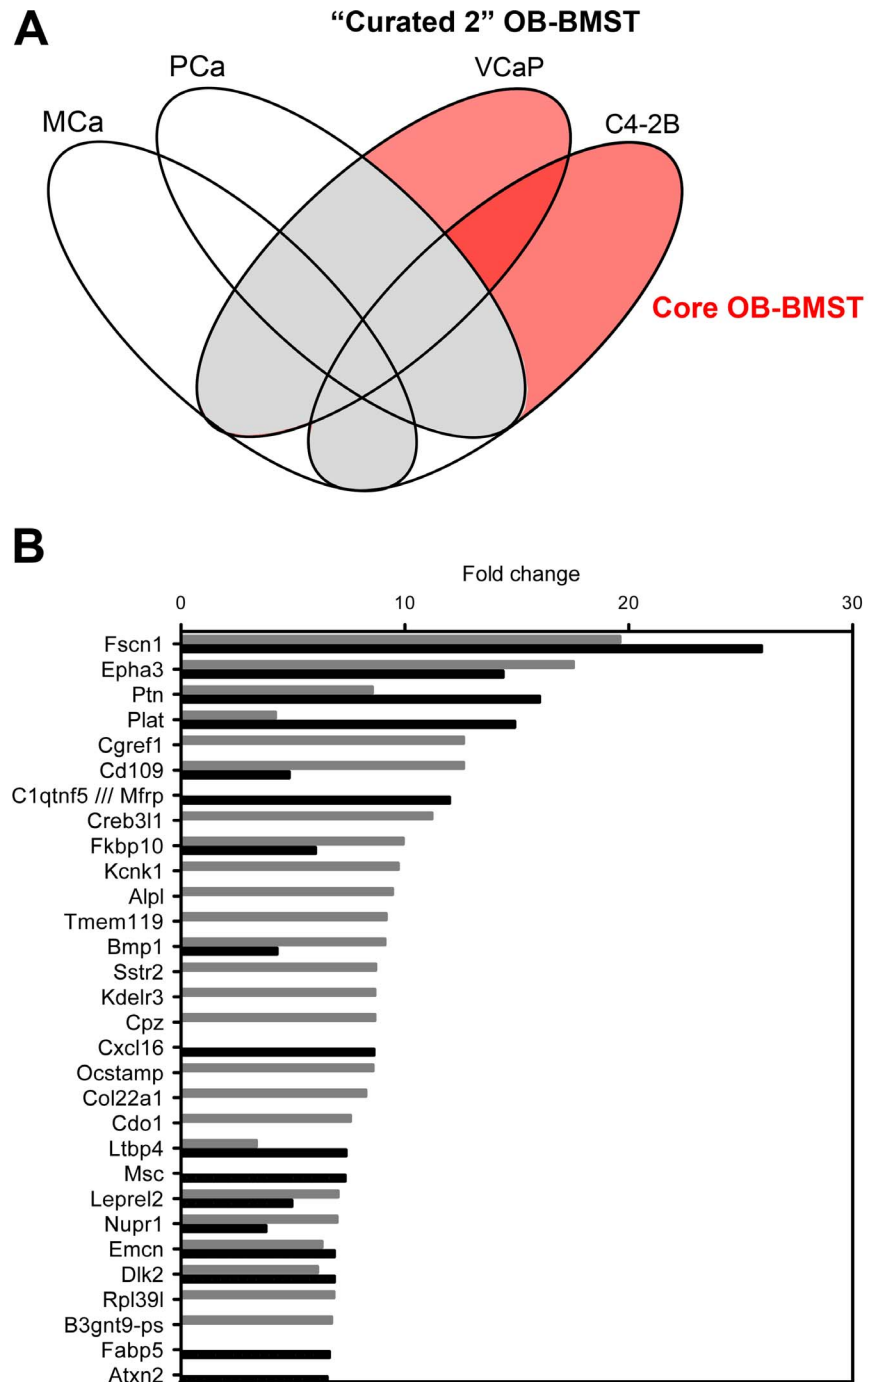 A
“Curated 2” OB-BMST
PCa
VCaP
MCa
C4-2B
Core OB-BMST
B
Fold change
0 10 20 30
Fscn1
Epha3
Ptn
Plat
Cgref1
Cd109
C1qtnf5 /// Mfrp
Creb3l1
Fkbp10
Kcnk1
Alpl
Tmem119
Bmp1
Sstr2
Kdelr3
Cpz
Cxcl16
Ocstamp
Col22a1
Cdo1
Ltbp4
Msc
Leprel2
Nupr1
Emcn
Dlk2
Rpl39l
B3gnt9-ps
Fabp5
Atxn2